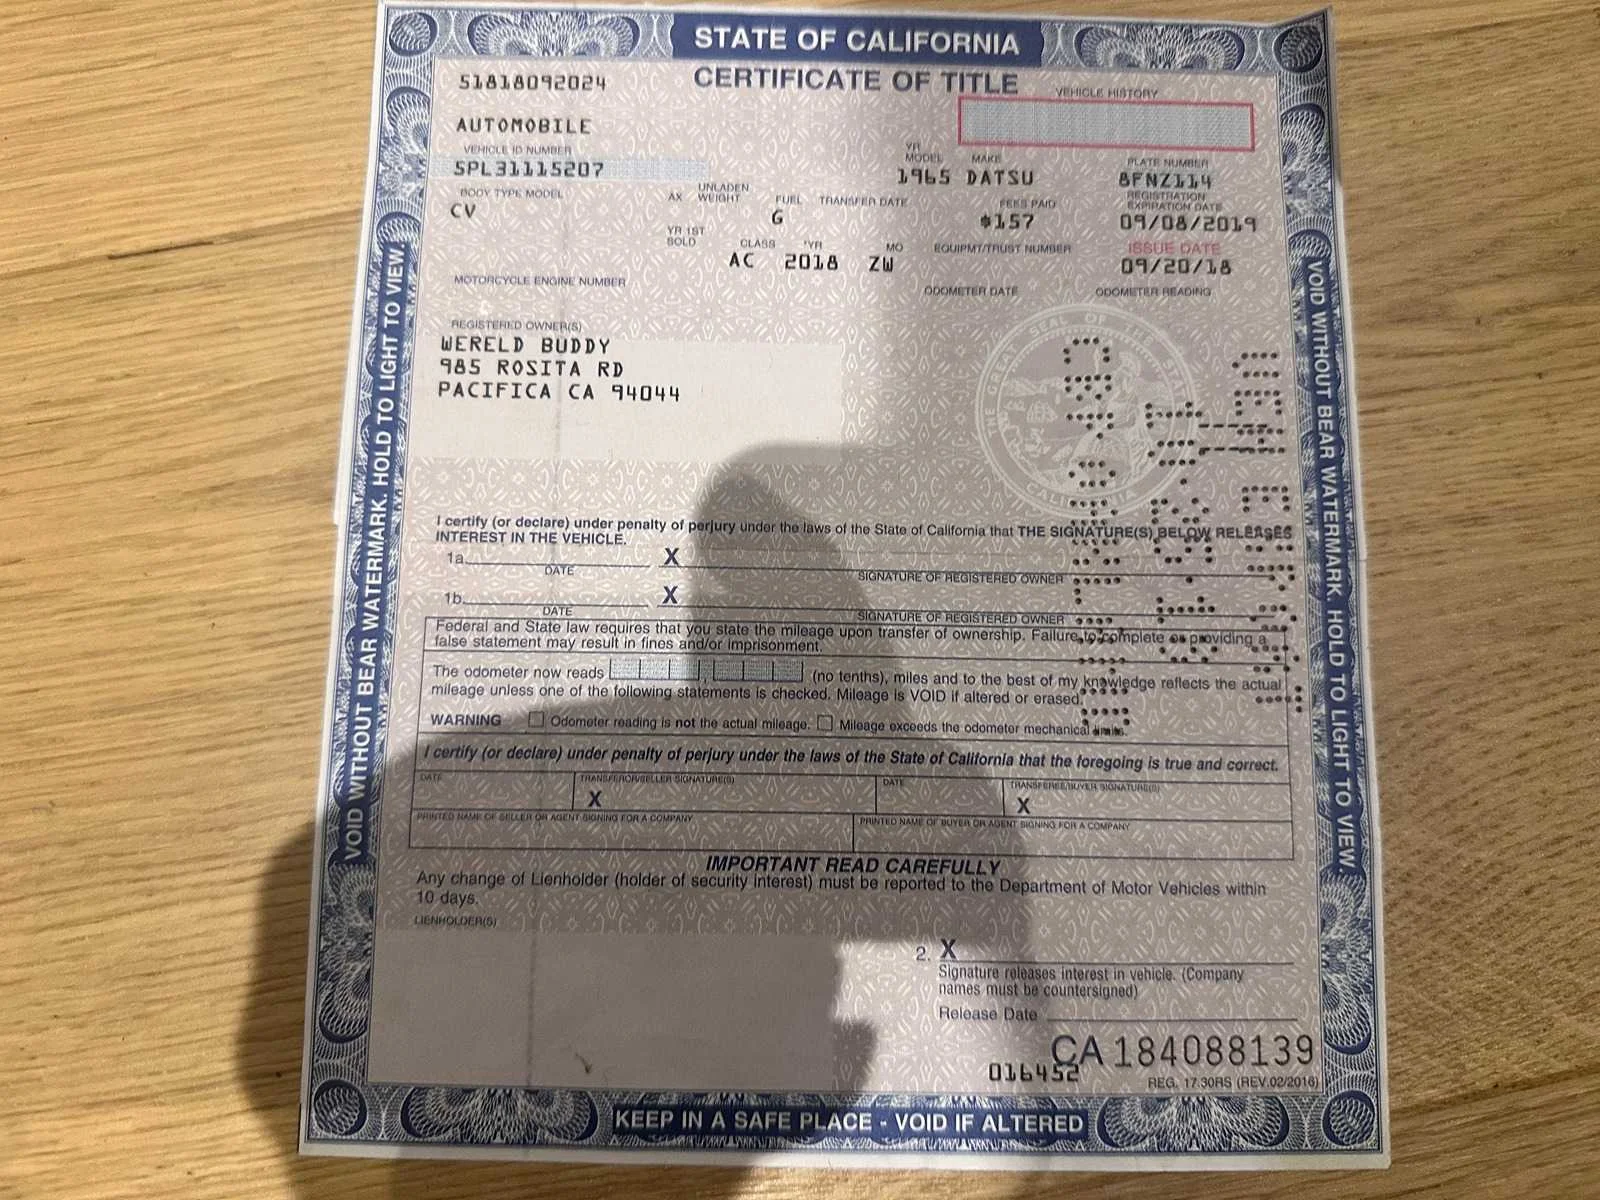 STATE OF CALIFORNIA
CERTIFICATE OF TITLE
51818092024
VEHICLE HISTORY
AUTOMOBILE
VEHICLE ID NUMBER
YR MODEL MAKE PLATE NUMBER
SPL31115207 1965 DATSU 8FNZ114
BODY TYPE MODEL AX UNLADEN WEIGHT FUEL TRANSFER DATE FEES PAID REGISTRATION EXPIRATION DATE
CV G $157 09/08/2019
YR 1ST SOLD CLASS *YR MO EQUIPMT/TRUST NUMBER ISSUE DATE
AC 2018 ZW 09/20/18
MOTORCYCLE ENGINE NUMBER ODOMETER DATE ODOMETER READING
REGISTERED OWNER(S)
WERELD BUDDY
985 ROSITA RD
PACIFICA CA 94044
I certify (or declare) under penalty of perjury under the laws of the State of California that THE SIGNATURE(S) BELOW RELEASES
INTEREST IN THE VEHICLE.
1a. X
DATE SIGNATURE OF REGISTERED OWNER
1b. X
DATE SIGNATURE OF REGISTERED OWNER
Federal and State law requires that you state the mileage upon transfer of ownership. Failure to complete or providing a
false statement may result in fines and/or imprisonment.
The odometer now reads , (no tenths), miles and to the best of my knowledge reflects the actual
mileage unless one of the following statements is checked. Mileage is VOID if altered or erased.
WARNING Odometer reading is not the actual mileage. Mileage exceeds the odometer mechanical limits.
I certify (or declare) under penalty of perjury under the laws of the State of California that the foregoing is true and correct.
DATE TRANSFEROR/SELLER SIGNATURE(S) DATE TRANSFEREE/BUYER SIGNATURE(S)
X X
PRINTED NAME OF SELLER OR AGENT SIGNING FOR A COMPANY PRINTED NAME OF BUYER OR AGENT SIGNING FOR A COMPANY
IMPORTANT READ CAREFULLY
Any change of Lienholder (holder of security interest) must be reported to the Department of Motor Vehicles within
10 days.
LIENHOLDER(S)
2. X
Signature releases interest in vehicle. (Company
names must be countersigned)
Release Date
CA 184088139
016452
REG. 17.30RS (REV.02/2016)
KEEP IN A SAFE PLACE - VOID IF ALTERED
VOID WITHOUT BEAR WATERMARK. HOLD TO LIGHT TO VIEW.
VOID WITHOUT BEAR WATERMARK. HOLD TO LIGHT TO VIEW.